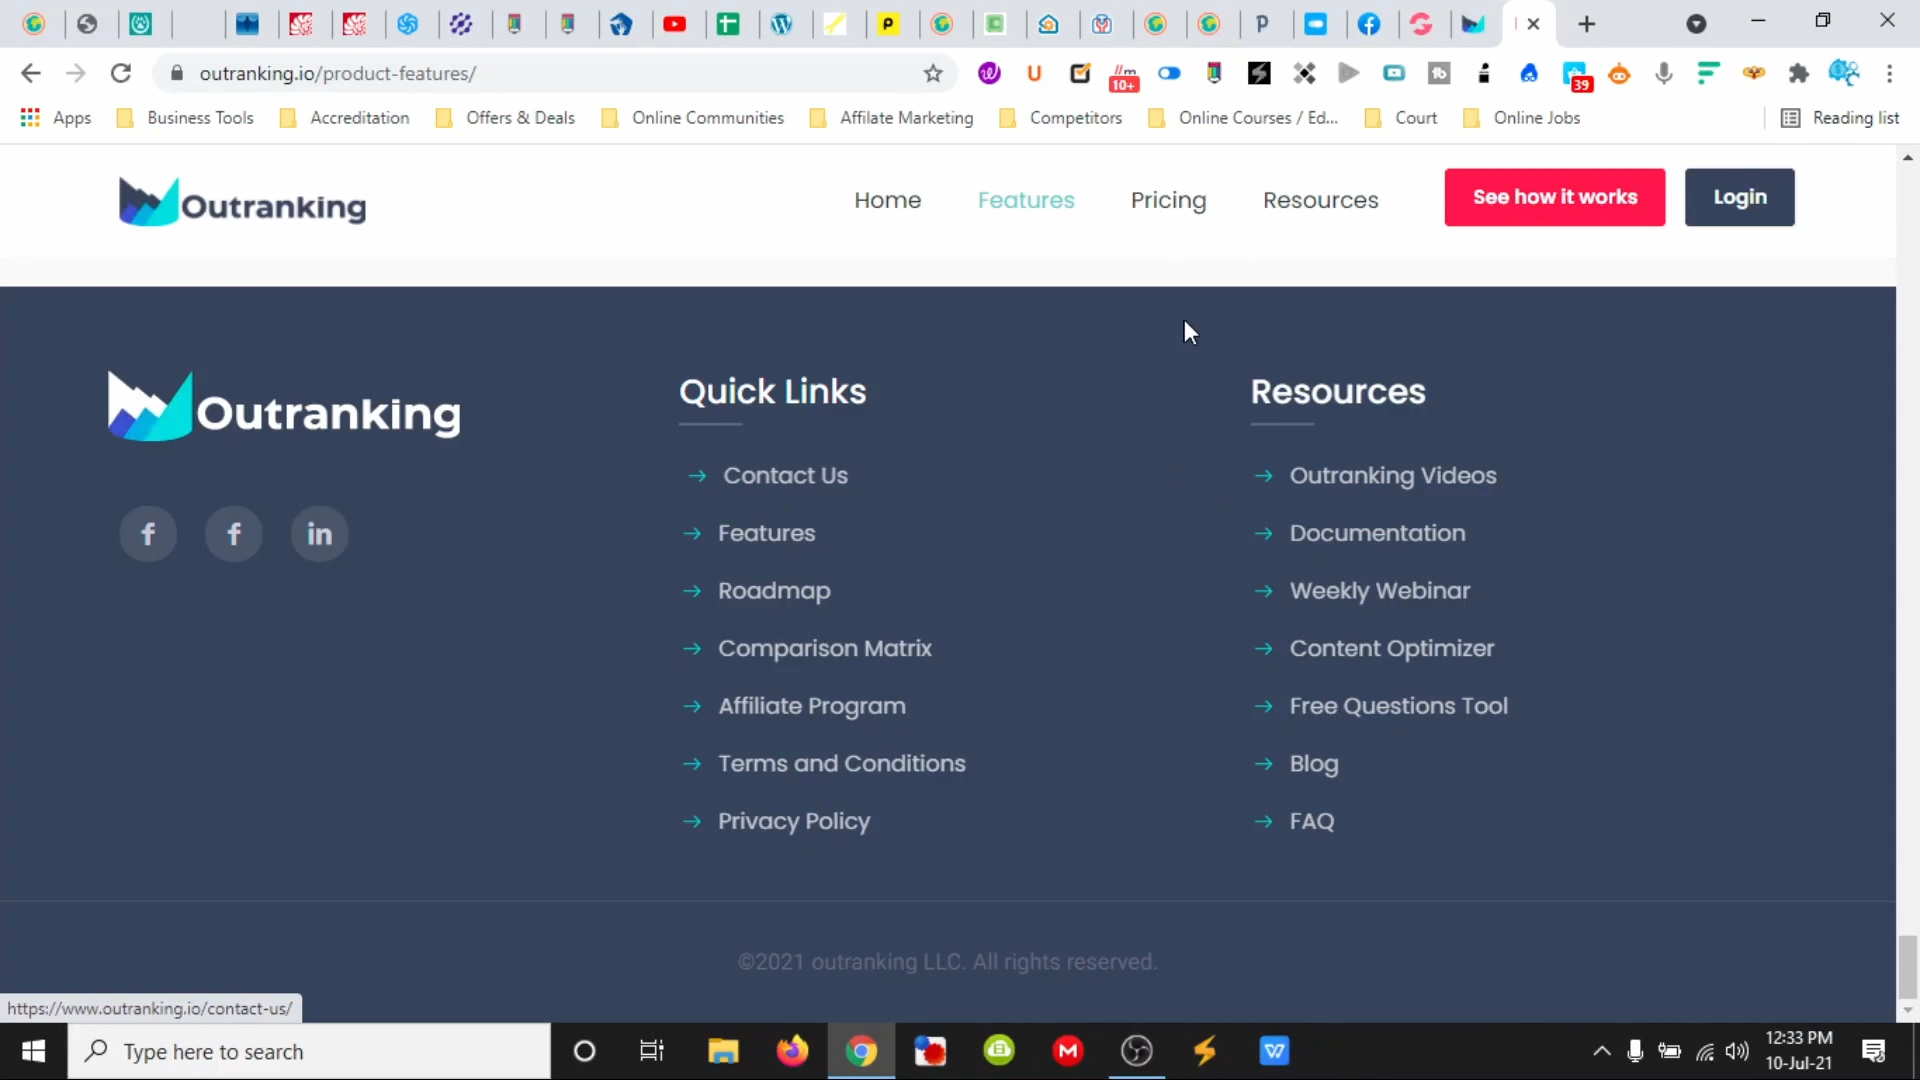 outranking.io/product-features/
10+
39
Apps
Business Tools
Accreditation
Offers & Deals
Online Communities
Affilate Marketing
Competitors
Online Courses / Ed...
Court
Online Jobs
Reading list
Outranking
Home
Features
Pricing
Resources
See how it works
Login
Outranking
Quick Links
Contact Us
Features
Roadmap
Comparison Matrix
Affiliate Program
Terms and Conditions
Privacy Policy
Resources
Outranking Videos
Documentation
Weekly Webinar
Content Optimizer
Free Questions Tool
Blog
FAQ
©2021 outranking LLC. All rights reserved.
https://www.outranking.io/contact-us/
Type here to search
12:33 PM
10-Jul-21